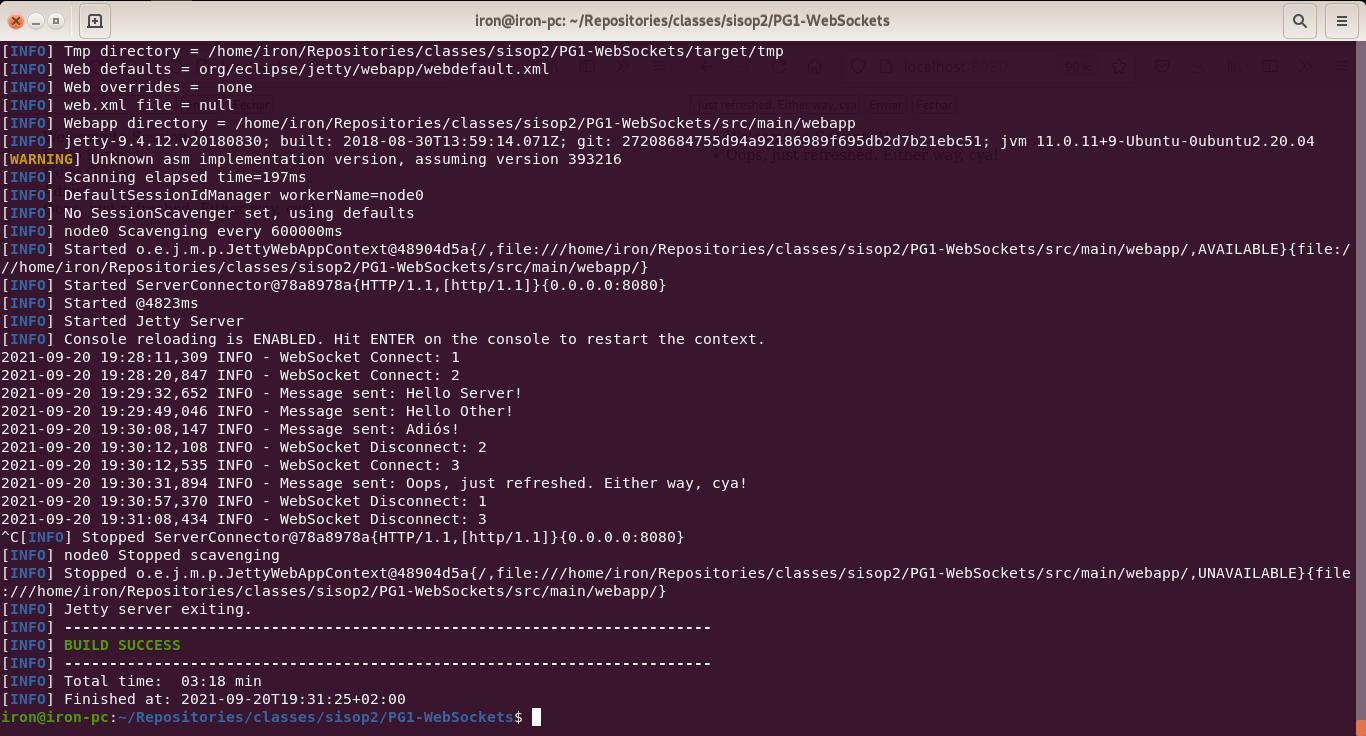 iron@iron-pc: ~/Repositories/classes/sisop2/PG1-WebSockets
[INFO] Tmp directory = /home/iron/Repositories/classes/sisop2/PG1-WebSockets/target/tmp
[INFO] Web defaults = org/eclipse/jetty/webapp/webdefault.xml
localhost:8080
90%
[INFO] Web overrides =  none
[INFO] web.xml file = null
Fechar
just refreshed. Either way, cya
Enviar
Fechar
[INFO] Webapp directory = /home/iron/Repositories/classes/sisop2/PG1-WebSockets/src/main/webapp
[INFO] jetty-9.4.12.v20180830; built: 2018-08-30T13:59:14.071Z; git: 27208684755d94a92186989f695db2d7b21ebc51; jvm 11.0.11+9-Ubuntu-0ubuntu2.20.04
[WARNING] Unknown asm implementation version, assuming version 393216
Oops, just refreshed. Either way, cya!
[INFO] Scanning elapsed time=197ms
[INFO] DefaultSessionIdManager workerName=node0
[INFO] No SessionScavenger set, using defaults
[INFO] node0 Scavenging every 600000ms
[INFO] Started o.e.j.m.p.JettyWebAppContext@48904d5a{/,file:///home/iron/Repositories/classes/sisop2/PG1-WebSockets/src/main/webapp/,AVAILABLE}{file:/
//home/iron/Repositories/classes/sisop2/PG1-WebSockets/src/main/webapp/}
[INFO] Started ServerConnector@78a8978a{HTTP/1.1,[http/1.1]}{0.0.0.0:8080}
[INFO] Started @4823ms
[INFO] Started Jetty Server
[INFO] Console reloading is ENABLED. Hit ENTER on the console to restart the context.
2021-09-20 19:28:11,309 INFO - WebSocket Connect: 1
2021-09-20 19:28:20,847 INFO - WebSocket Connect: 2
2021-09-20 19:29:32,652 INFO - Message sent: Hello Server!
2021-09-20 19:29:49,046 INFO - Message sent: Hello Other!
2021-09-20 19:30:08,147 INFO - Message sent: Adiós!
2021-09-20 19:30:12,108 INFO - WebSocket Disconnect: 2
2021-09-20 19:30:12,535 INFO - WebSocket Connect: 3
2021-09-20 19:30:31,894 INFO - Message sent: Oops, just refreshed. Either way, cya!
2021-09-20 19:30:57,370 INFO - WebSocket Disconnect: 1
2021-09-20 19:31:08,434 INFO - WebSocket Disconnect: 3
^C[INFO] Stopped ServerConnector@78a8978a{HTTP/1.1,[http/1.1]}{0.0.0.0:8080}
[INFO] node0 Stopped scavenging
[INFO] Stopped o.e.j.m.p.JettyWebAppContext@48904d5a{/,file:///home/iron/Repositories/classes/sisop2/PG1-WebSockets/src/main/webapp/,UNAVAILABLE}{file
:///home/iron/Repositories/classes/sisop2/PG1-WebSockets/src/main/webapp/}
[INFO] Jetty server exiting.
[INFO] ------------------------------------------------------------------------
[INFO] BUILD SUCCESS
[INFO] ------------------------------------------------------------------------
[INFO] Total time:  03:18 min
[INFO] Finished at: 2021-09-20T19:31:25+02:00
iron@iron-pc:~/Repositories/classes/sisop2/PG1-WebSockets$